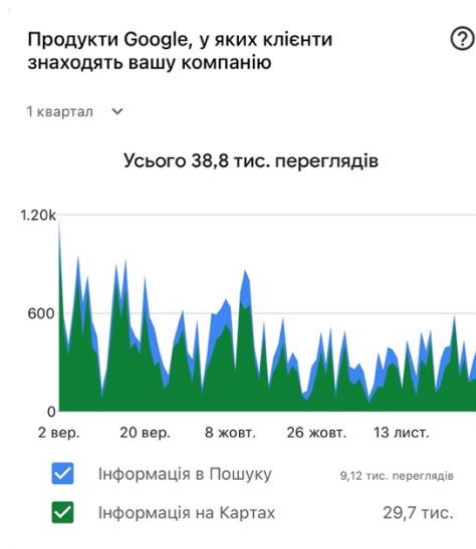 Продукти Google, у яких клієнти
знаходять вашу компанію
1 квартал
Усього 38,8 тис. переглядів
1.20k
600
0
2 вер. 20 вер. 8 жовт. 26 жовт. 13 лист.
Інформація в Пошуку 9,12 тис. переглядів
Інформація на Картах 29,7 тис.